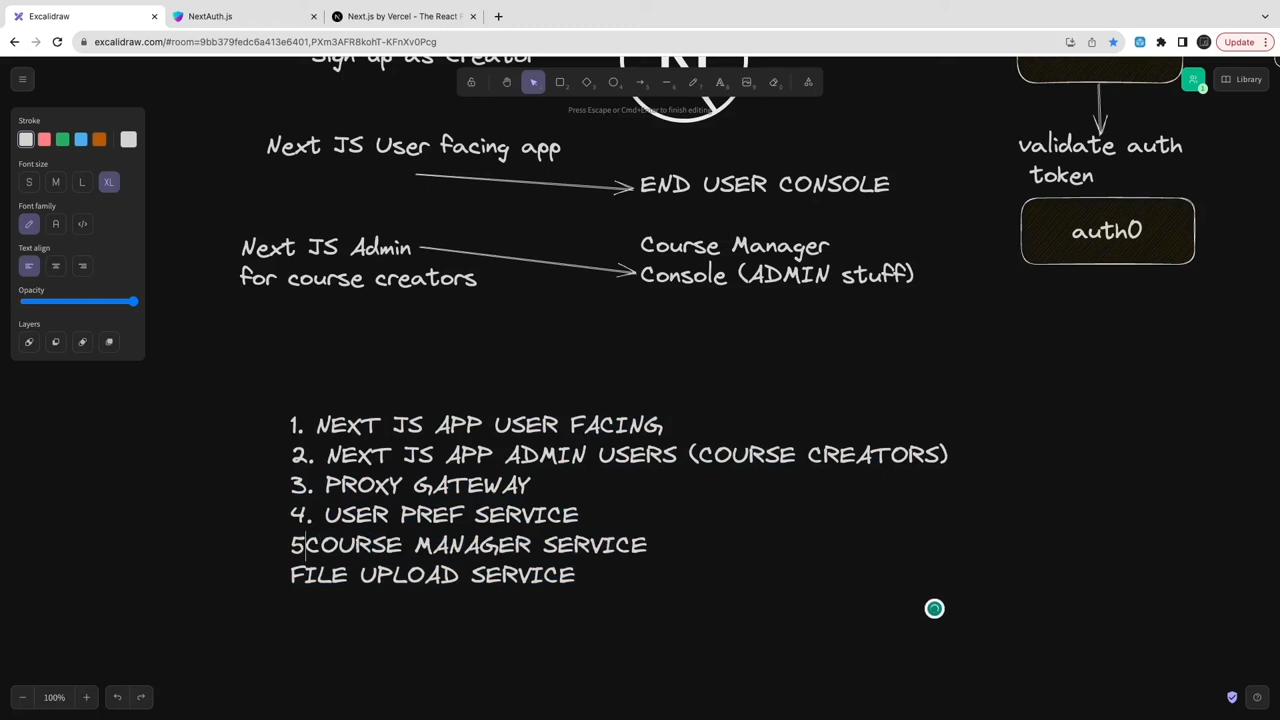 Excalidraw
NextAuth.js
Next.js by Vercel - The React F
excalidraw.com/#room=9bb379fedc6a413e6401,PXm3AFR8kohT-KFnXv0Pcg
Update
Sign up as Creator
Library
Press Escape or Cmd+Enter to finish editing
Stroke
Font size
S M L XL
Font family
A
Text align
Opacity
Layers
Next JS User facing app
END USER CONSOLE
Next JS Admin
for course creators
Course Manager
Console (ADMIN stuff)
validate auth
token
auth0
1. NEXT JS APP USER FACING,
2. NEXT JS APP ADMIN USERS (COURSE CREATORS)
3. PROXY GATEWAY
4. USER PREF SERVICE
5COURSE MANAGER SERVICE
FILE UPLOAD SERVICE
100%